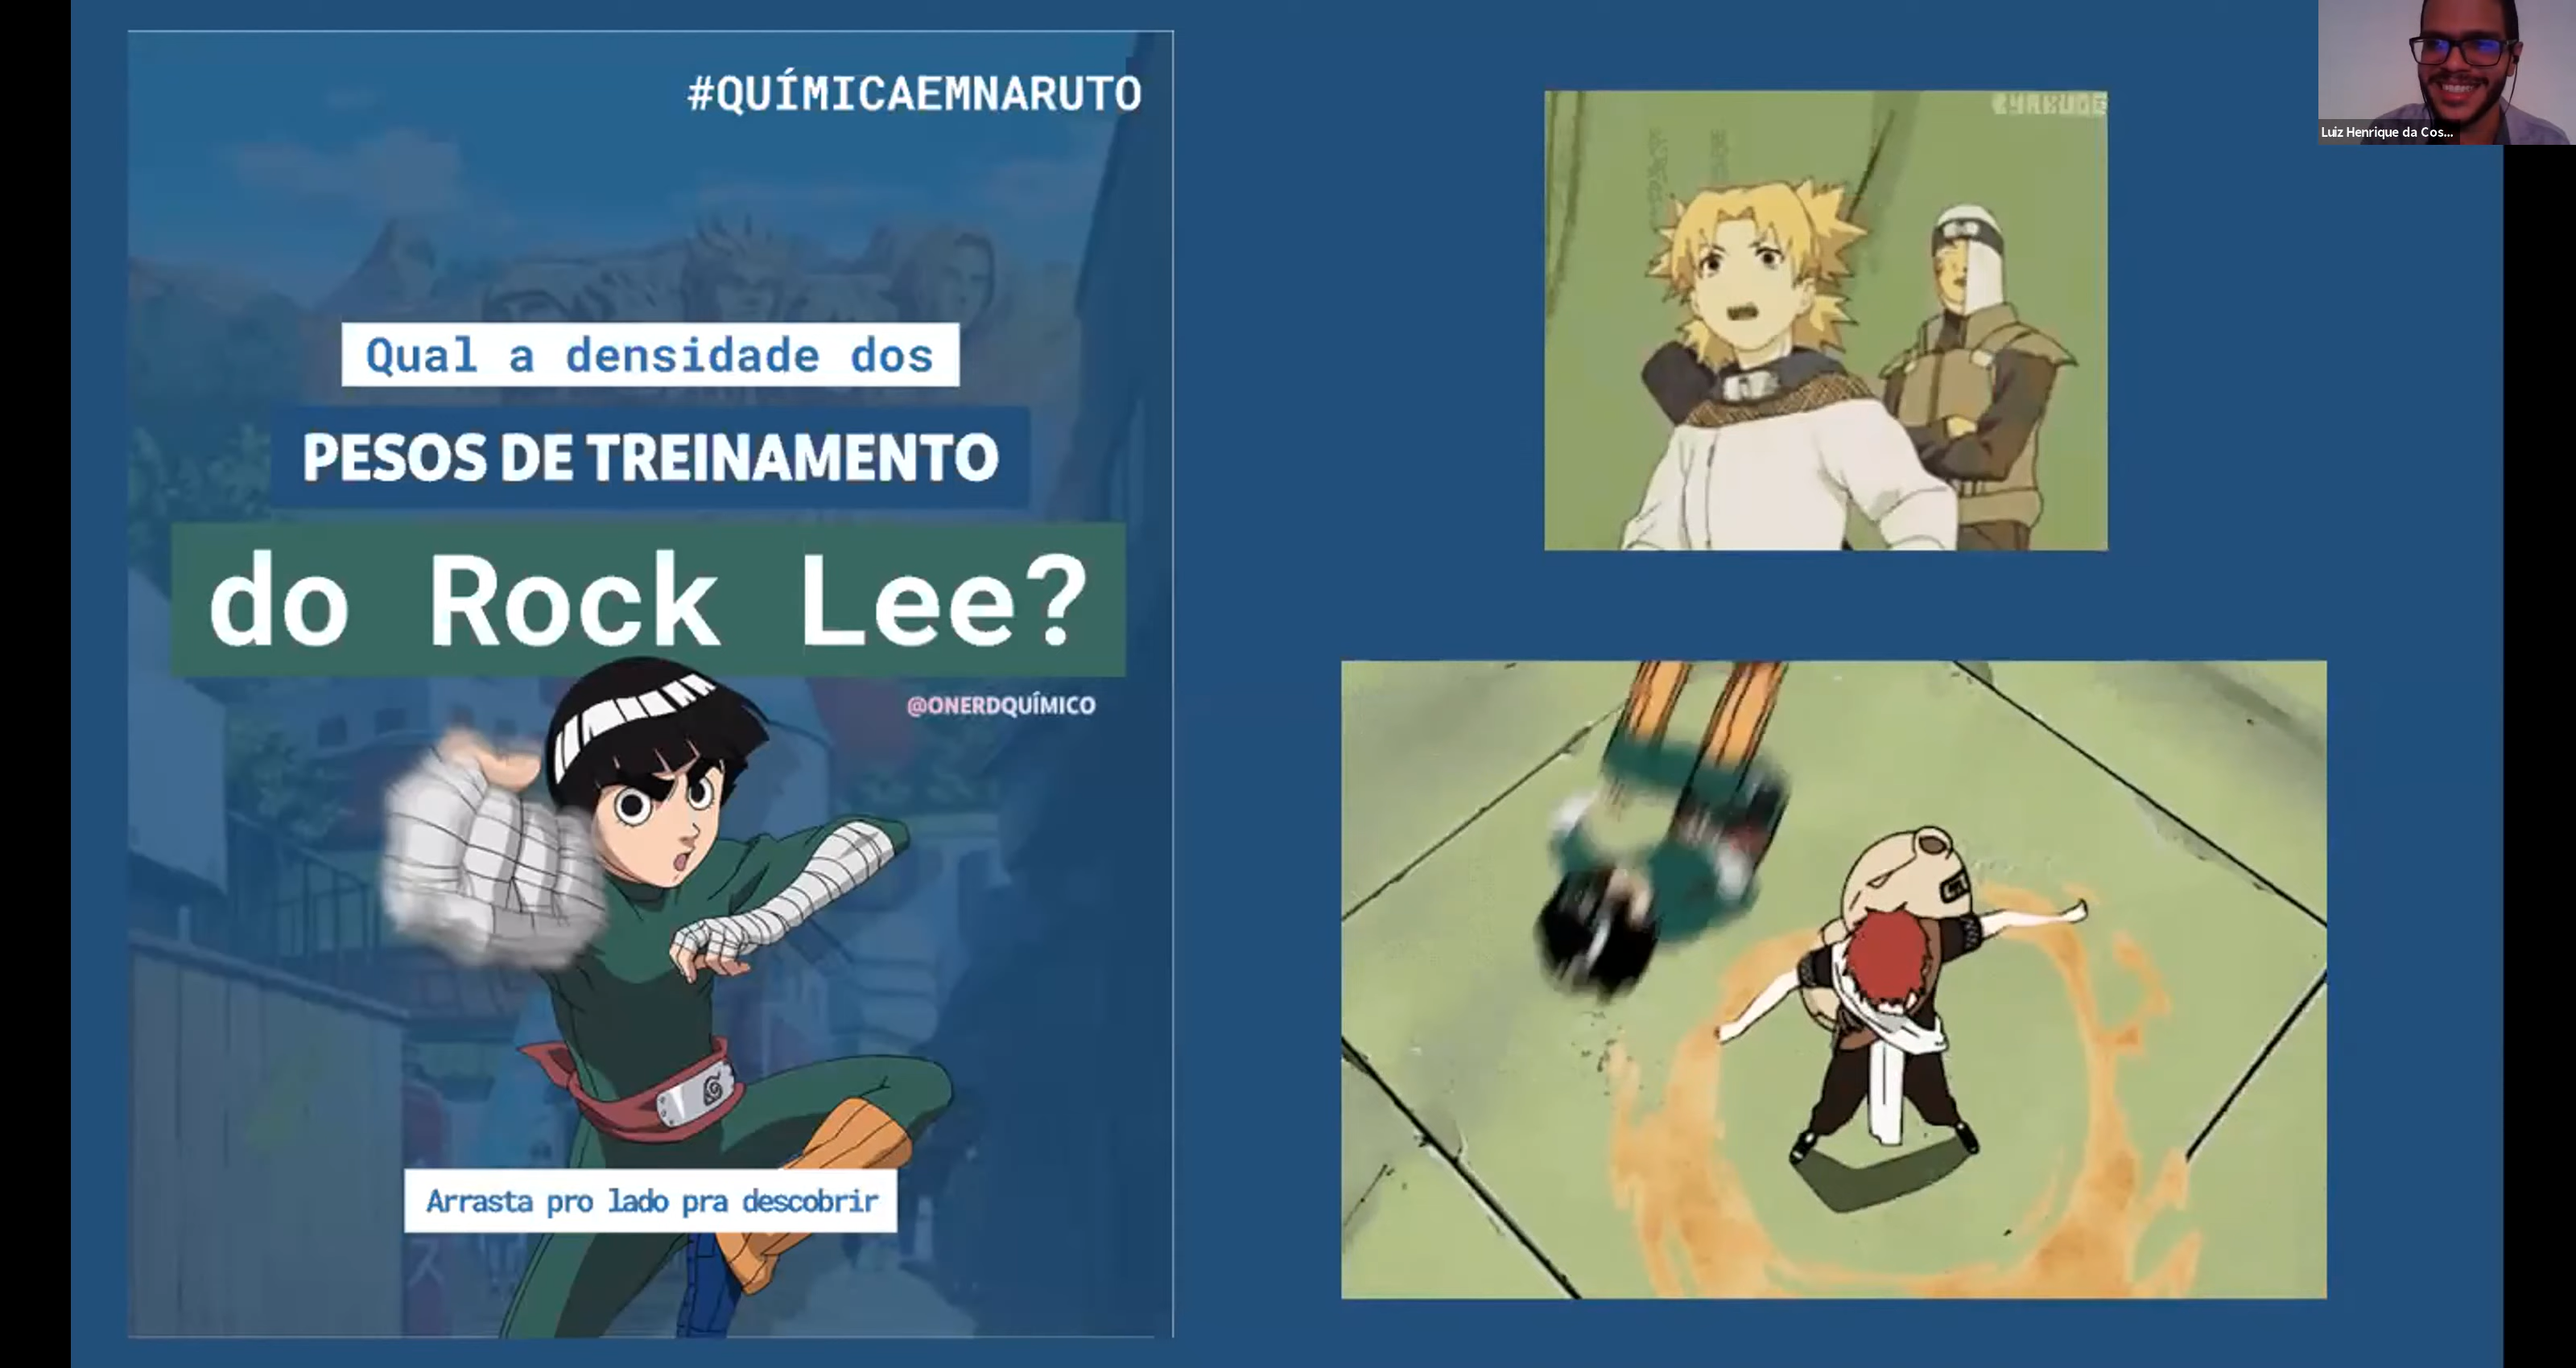 #QUÍMICAEMNARUTO
Qual a densidade dos
PESOS DE TREINAMENTO
do Rock Lee?
@ONERDQUÍMICO
Arrasta pro lado pra descobrir
Luiz Henrique da Cos...